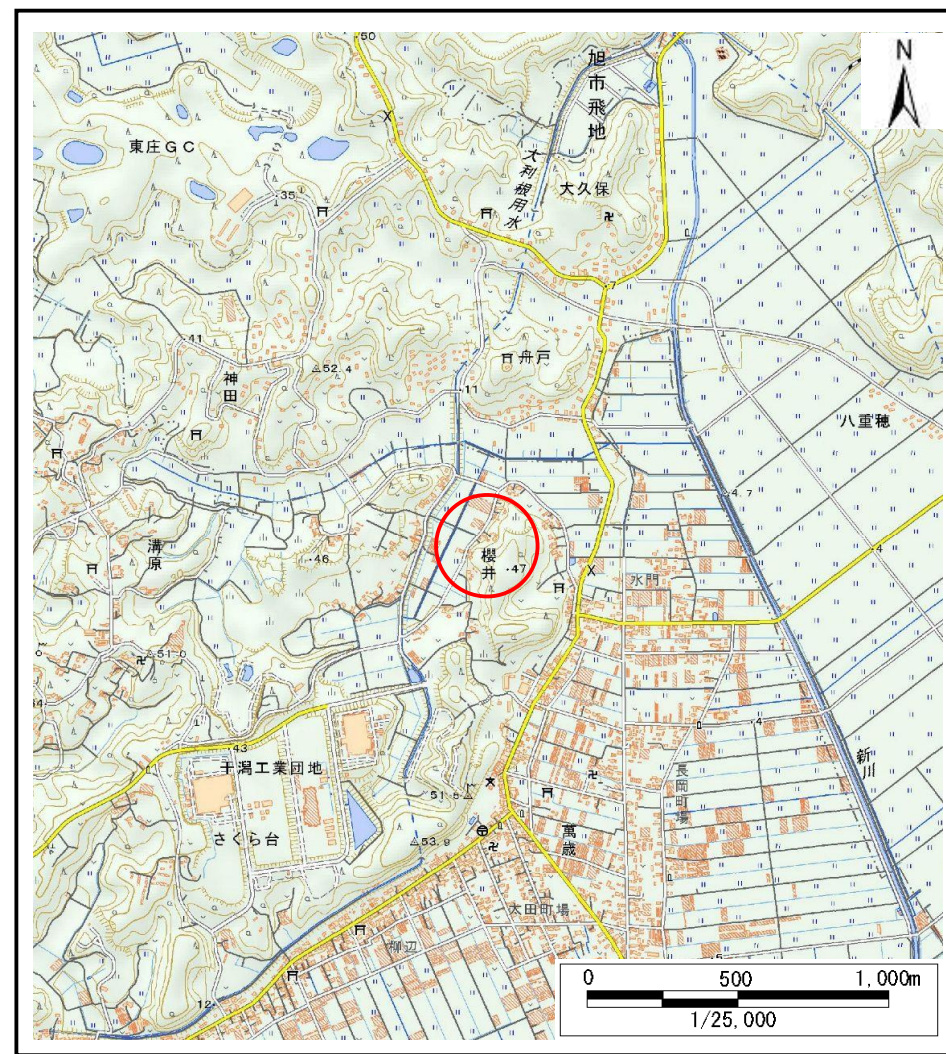 50
N
旭市飛地
東庄GC
大利根用水
大久保
35
7
41
舟戸
神田
52.4
11
八重穂
4.7
溝原
46
櫻井
47
4
水門
51.0
43
4
干潟工業団地
新川
長岡町場
51.8
さくら台
53.9
萬歳
太田町場
12
0 500 1,000m
1/25,000